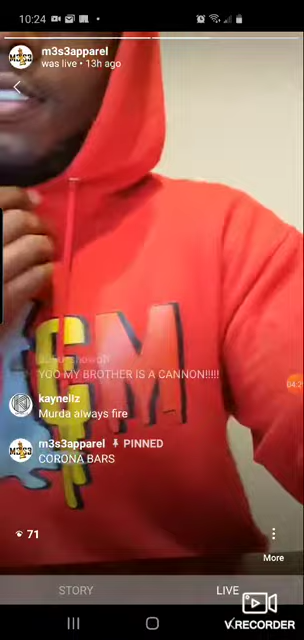 10:24
m3s3apparel
was live • 13h ago
YOO MY BROTHER IS A CANNON!!!!!
kaynellz
Murda always fire
m3s3apparel PINNED
CORONA BARS
71
More
STORY
LIVE
V.RECORDER